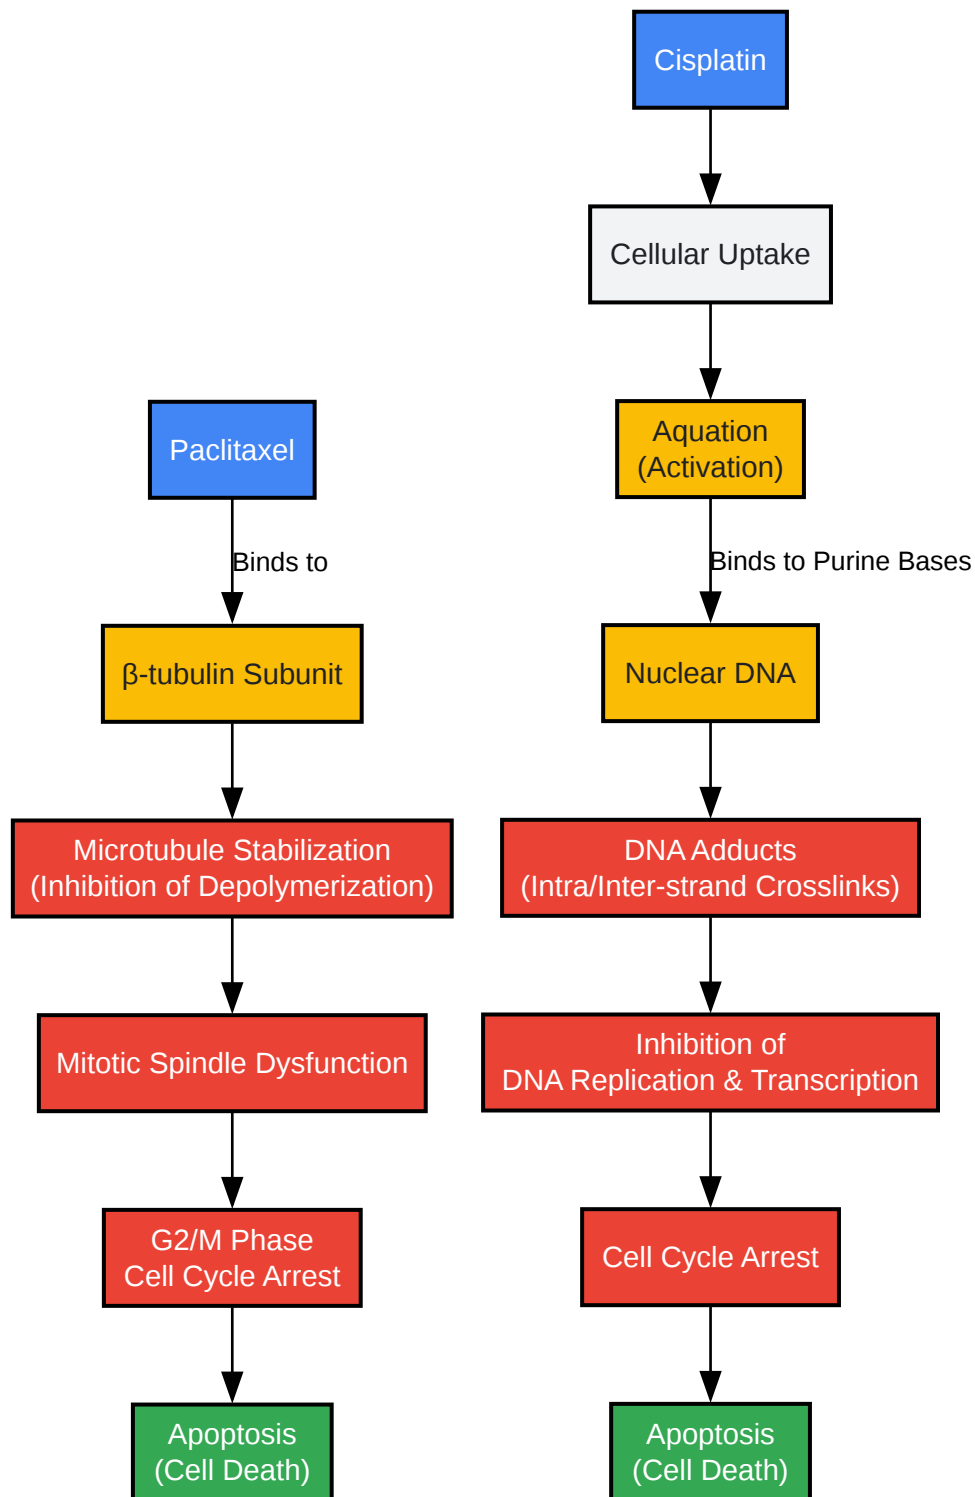 Cisplatin
Cellular Uptake
Aquation
(Activation)
Binds to Purine Bases
Nuclear DNA
DNA Adducts
(Intra/Inter-strand Crosslinks)
Inhibition of
DNA Replication & Transcription
Cell Cycle Arrest
Apoptosis
(Cell Death)
Paclitaxel
Binds to
β-tubulin Subunit
Microtubule Stabilization
(Inhibition of Depolymerization)
Mitotic Spindle Dysfunction
G2/M Phase
Cell Cycle Arrest
Apoptosis
(Cell Death)